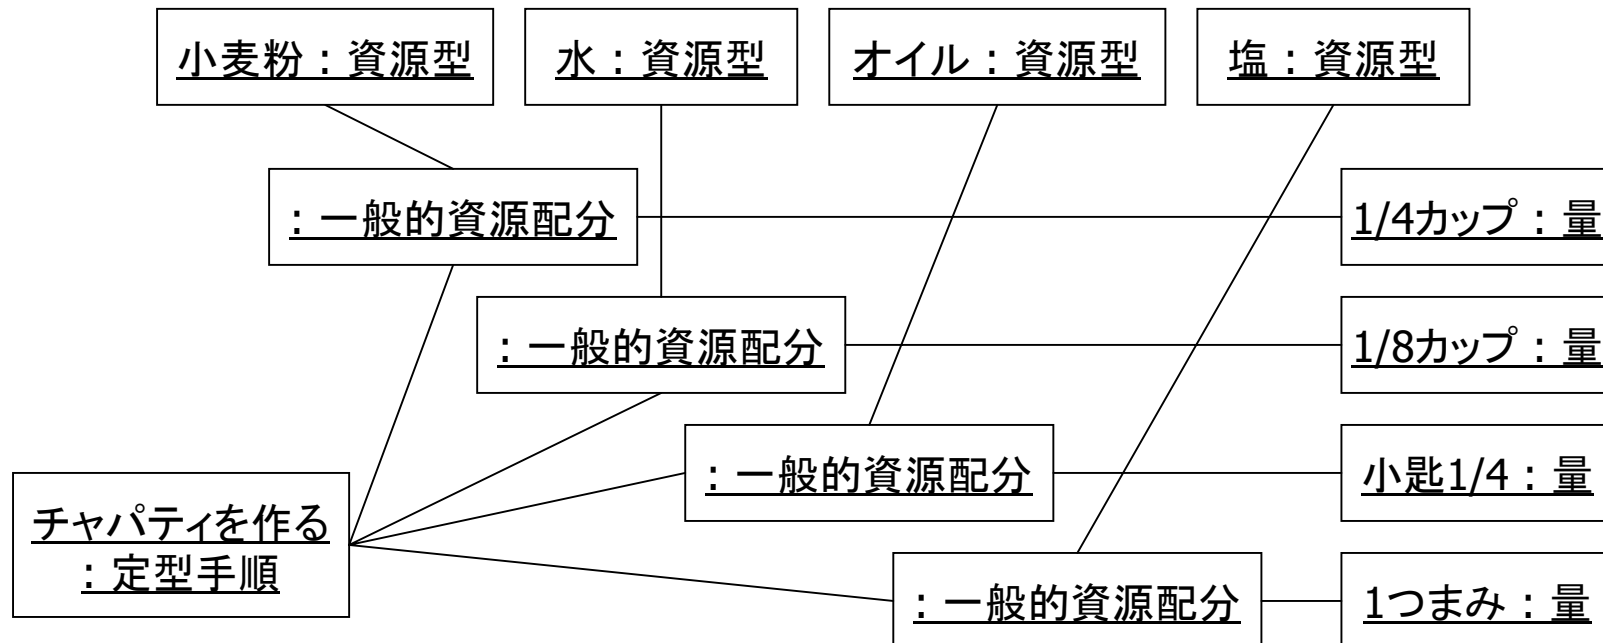 小麦粉：資源型
水：資源型
オイル：資源型
塩：資源型
：一般的資源配分
1/4カップ：量
：一般的資源配分
1/8カップ：量
：一般的資源配分
小匙1/4：量
チャパティを作る
：定型手順
：一般的資源配分
1つまみ：量